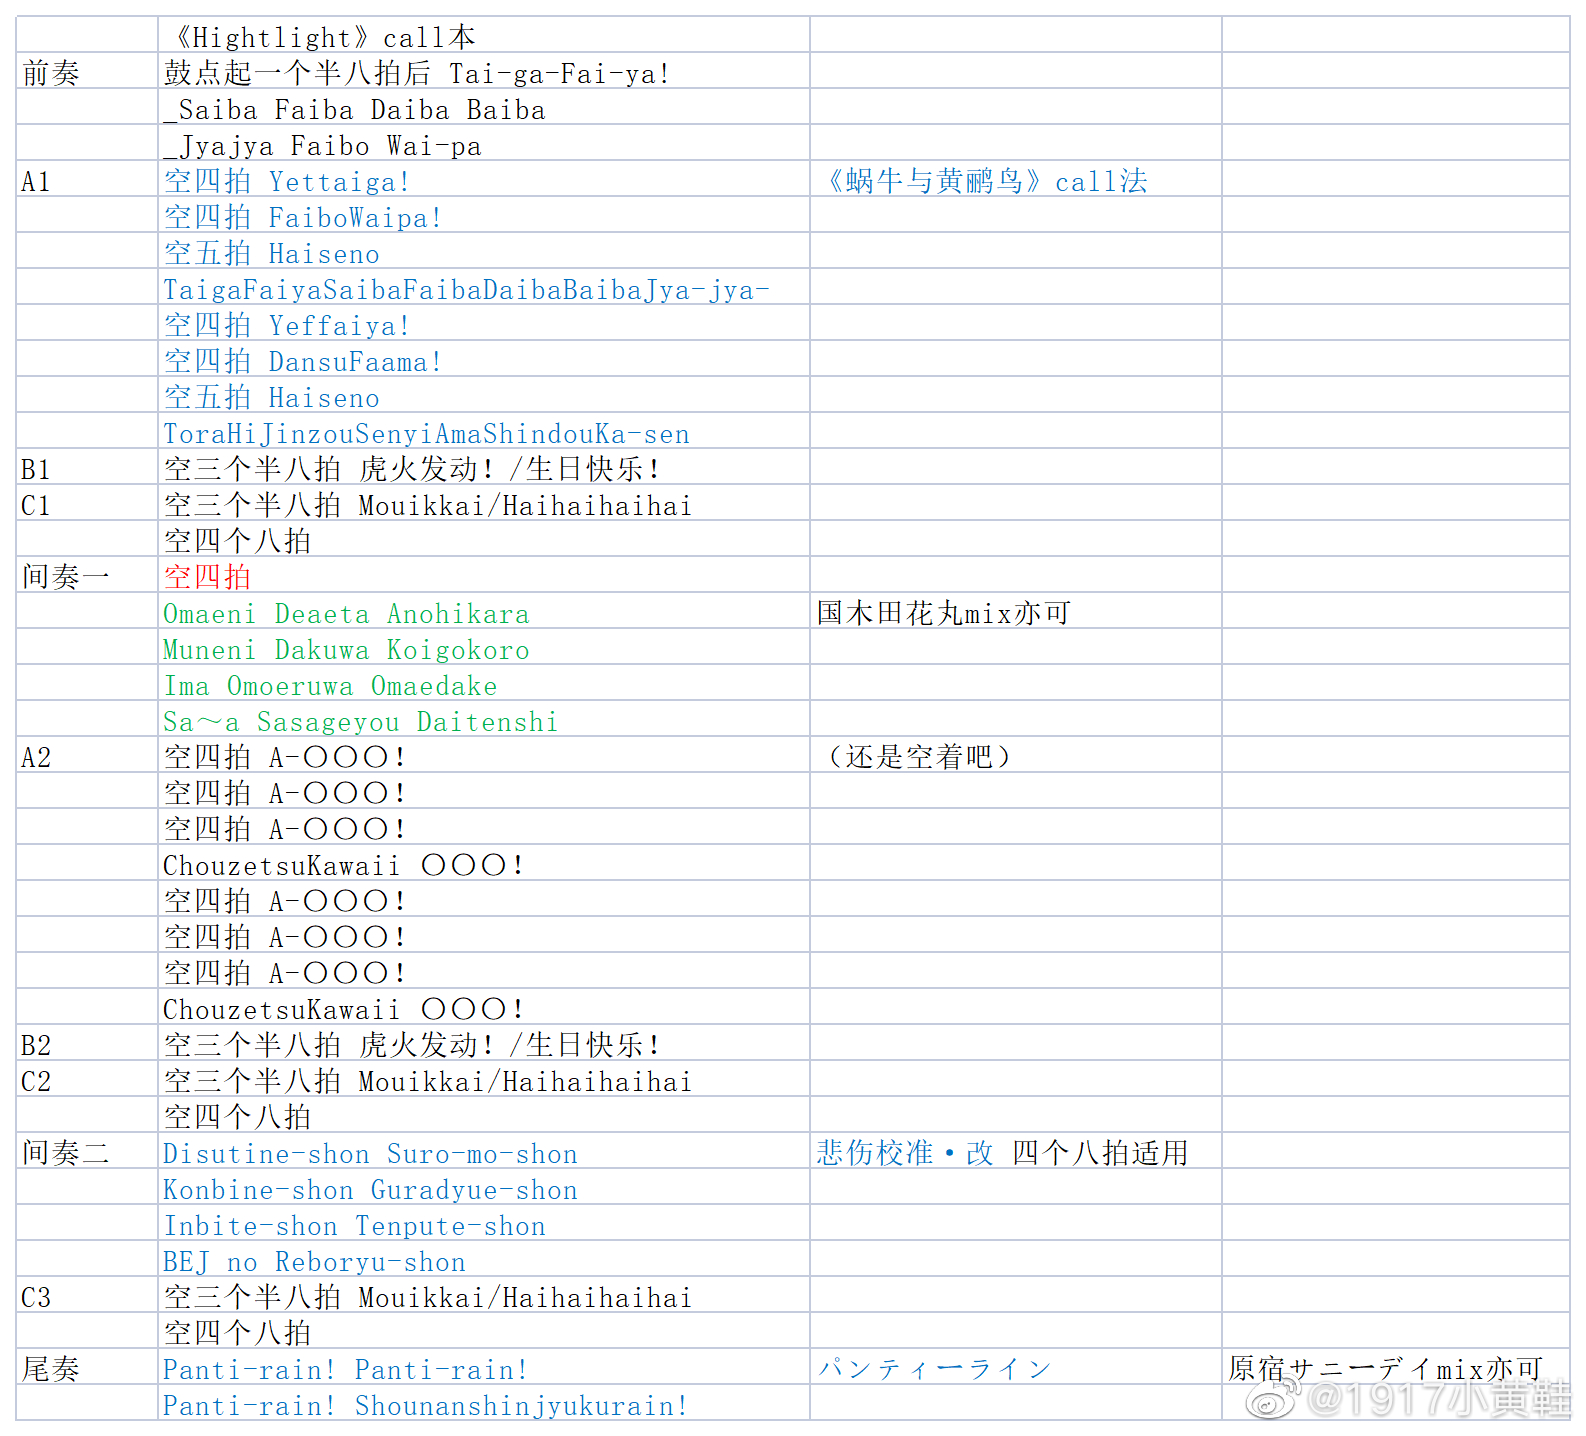 《Hightlight》call本
前奏 鼓点起一个半八拍后 Tai-ga-Fai-ya!
_Saiba Faiba Daiba Baiba
_Jyajya Faibo Wai-pa
A1 空四拍 Yettaiga! 《蜗牛与黄鹂鸟》call法
空四拍 FaiboWaipa!
空五拍 Haiseno
TaigaFaiyaSaibaFaibaDaibaBaibaJya-jya-
空四拍 Yeffaiya!
空四拍 DansuFaama!
空五拍 Haiseno
ToraHiJinzouSenyiAmaShindouKa-sen
B1 空三个半八拍 虎火发动！/生日快乐！
C1 空三个半八拍 Mouikkai/Haihaihaihai
空四个八拍
间奏一 空四拍
Omaeni Deaeta Anohikara 国木田花丸mix亦可
Muneni Dakuwa Koigokoro
Ima Omoeruwa Omaedake
Sa～a Sasageyou Daitenshi
A2 空四拍 A-〇〇〇！ （还是空着吧）
空四拍 A-〇〇〇！
空四拍 A-〇〇〇！
ChouzetsuKawaii 〇〇〇！
空四拍 A-〇〇〇！
空四拍 A-〇〇〇！
空四拍 A-〇〇〇！
ChouzetsuKawaii 〇〇〇！
B2 空三个半八拍 虎火发动！/生日快乐！
C2 空三个半八拍 Mouikkai/Haihaihaihai
空四个八拍
间奏二 Disutine-shon Suro-mo-shon 悲伤校准·改 四个八拍适用
Konbine-shon Guradyue-shon
Inbite-shon Tenpute-shon
BEJ no Reboryu-shon
C3 空三个半八拍 Mouikkai/Haihaihaihai
空四个八拍
尾奏 Panti-rain! Panti-rain! パンティーライン 原宿サニーデイmix亦可
Panti-rain! Shounanshinjyukurain!
@1917小黄鞋